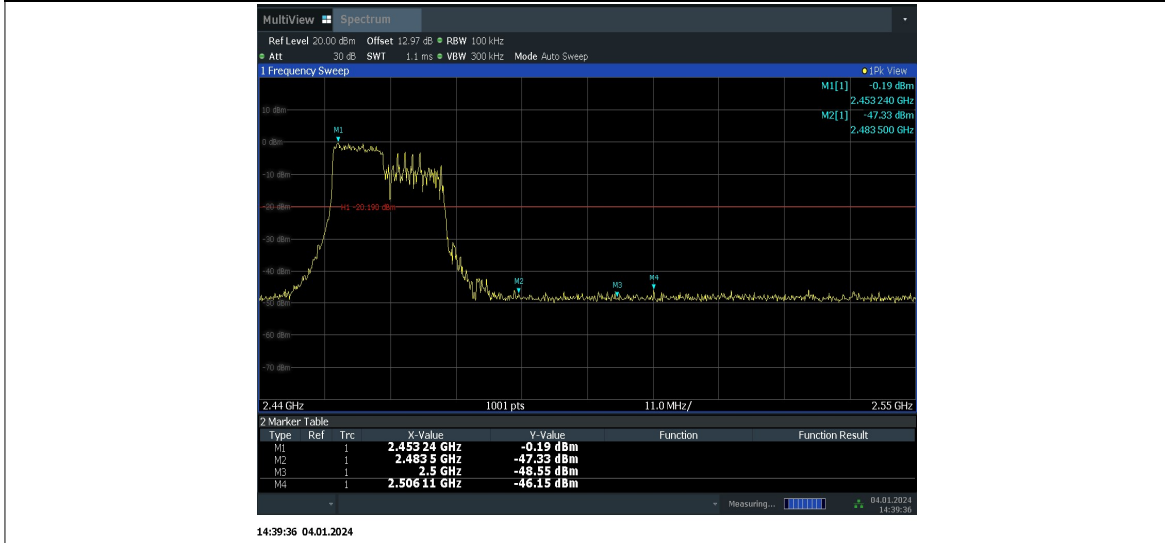 MultiView Spectrum
Ref Level 20.00 dBm Offset 12.97 dB RBW 100 kHz
Att 30 dB SWT 1.1 ms VBW 300 kHz Mode Auto Sweep
1 Frequency Sweep 1Pk View
M1[1] -0.19 dBm
2.453 240 GHz
M2[1] -47.33 dBm
2.483 500 GHz
10 dBm
M1
0 dBm
-10 dBm
-20 dBm H1 -20.190 dBm
-30 dBm
-40 dBm
M2 M3 M4
-50 dBm
-60 dBm
-70 dBm
2.44 GHz 1001 pts 11.0 MHz/ 2.55 GHz
2 Marker Table
Type Ref Trc X-Value Y-Value Function Function Result
M1 1 2.453 24 GHz -0.19 dBm
M2 1 2.483 5 GHz -47.33 dBm
M3 1 2.5 GHz -48.55 dBm
M4 1 2.506 11 GHz -46.15 dBm
Measuring... 04.01.2024
14:39:36
14:39:36 04.01.2024